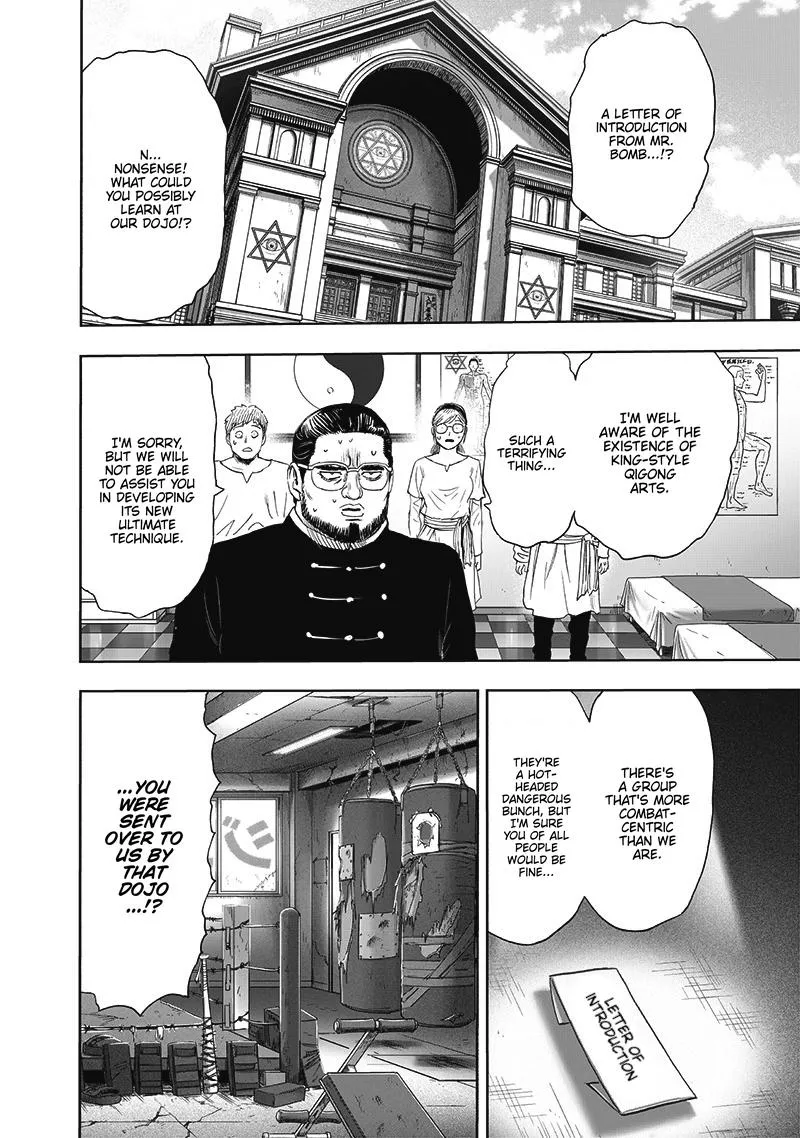 A LETTER OF
INTRODUCTION
FROM MR.
BOMB...!?
N...
NONSENSE!
WHAT COULD
YOU POSSIBLY
LEARN AT
OUR DOJO!?
I'M WELL
AWARE OF THE
EXISTENCE OF
KING-STYLE
QIGONG
ARTS.
SUCH A
TERRIFYING
THING...
I'M SORRY,
BUT WE WILL
NOT BE ABLE
TO ASSIST YOU
IN DEVELOPING
ITS NEW
ULTIMATE
TECHNIQUE.
THERE'S
A GROUP
THAT'S MORE
COMBAT-
CENTRIC
THAN WE
ARE.
THEY'RE
A HOT-
HEADED
DANGEROUS
BUNCH, BUT
I'M SURE
YOU OF ALL
PEOPLE
WOULD BE
FINE...
LETTER OF
INTRODUCTION
...YOU
WERE
SENT
OVER TO
US BY
THAT
DOJO
...!?